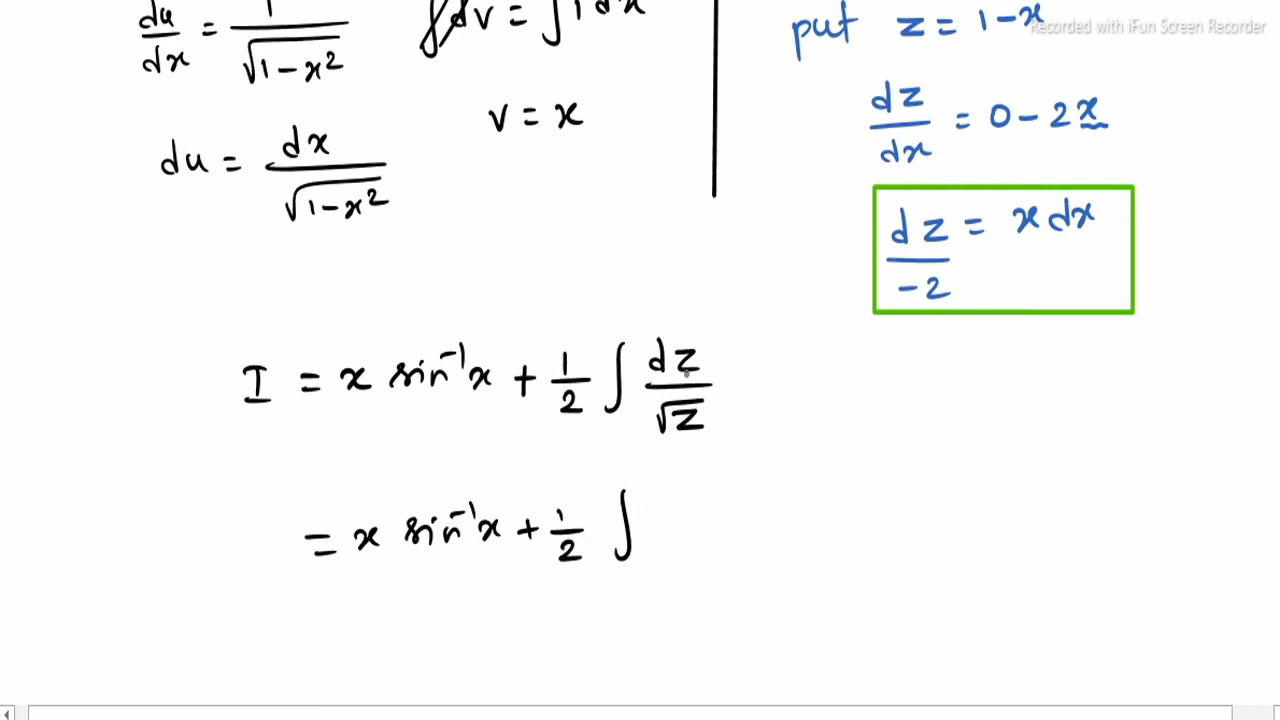 du/dx = 1/√1-x² ∫dv = ∫1 dx
du = dx/√1-x²
v = x
put z = 1-x
Recorded with iFun Screen Recorder
dz/dx = 0 - 2x
dz/-2 = x dx
I = x sin⁻¹x + 1/2 ∫ dz/√z
= x sin⁻¹x + 1/2 ∫